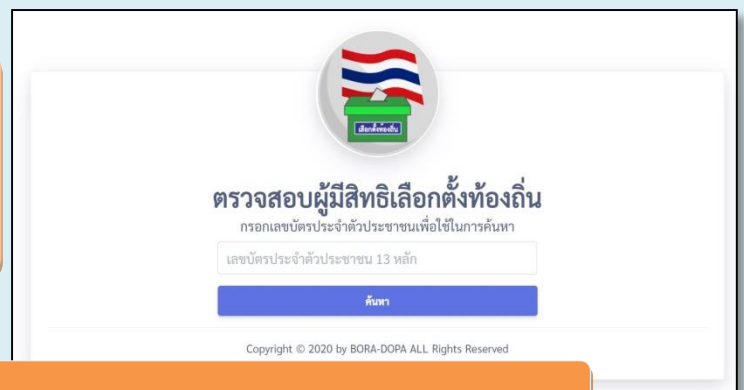 เลือกตั้งท้องถิ่น
ตรวจสอบผู้มีสิทธิเลือกตั้งท้องถิ่น
กรอกเลขบัตรประจำตัวประชาชนเพื่อใช้ในการค้นหา
เลขบัตรประจำตัวประชาชน 13 หลัก
ค้นหา
Copyright © 2020 by BORA-DOPA ALL Rights Reserved